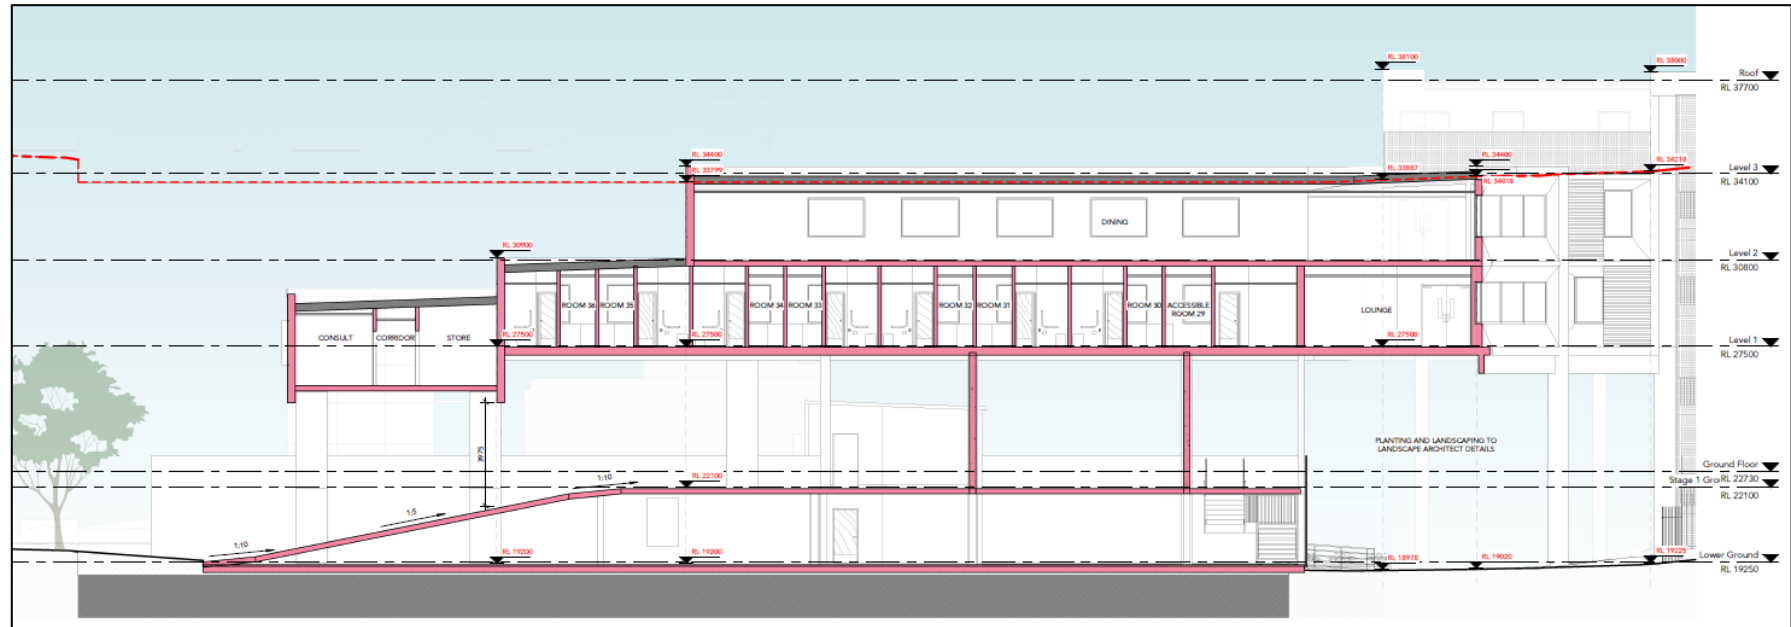 RL 38100
RL 38000
Roof
RL 37700
RL 34400
RL 34400
RL 34218
RL 33799
RL 33887
Level 3
RL 34100
RL 34018
DINING
RL 30900
Level 2
RL 30800
ROOM 36
ROOM 35
ROOM 34
ROOM 33
ROOM 32
ROOM 31
ROOM 30
ACCESSIBLE
ROOM 29
LOUNGE
CONSULT
CORRIDOR
STORE
RL 27500
RL 27500
RL 27500
Level 1
RL 27500
PLANTING AND LANDSCAPING TO
LANDSCAPE ARCHITECT DETAILS
3975
Ground Floor
RL 22730
1:10
RL 22100
Stage 1 Gro
RL 22100
1:5
1:10
RL 19200
RL 19200
RL 18978
RL 19020
RL 19225
Lower Ground
RL 19250